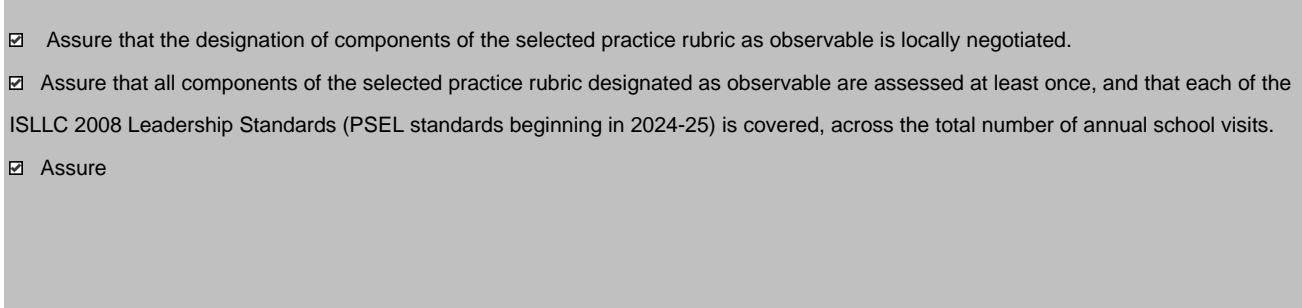 ☑ Assure that the designation of components of the selected practice rubric as observable is locally negotiated.
☑ Assure that all components of the selected practice rubric designated as observable are assessed at least once, and that each of the
ISLLC 2008 Leadership Standards (PSEL standards beginning in 2024-25) is covered, across the total number of annual school visits.
☑ Assure